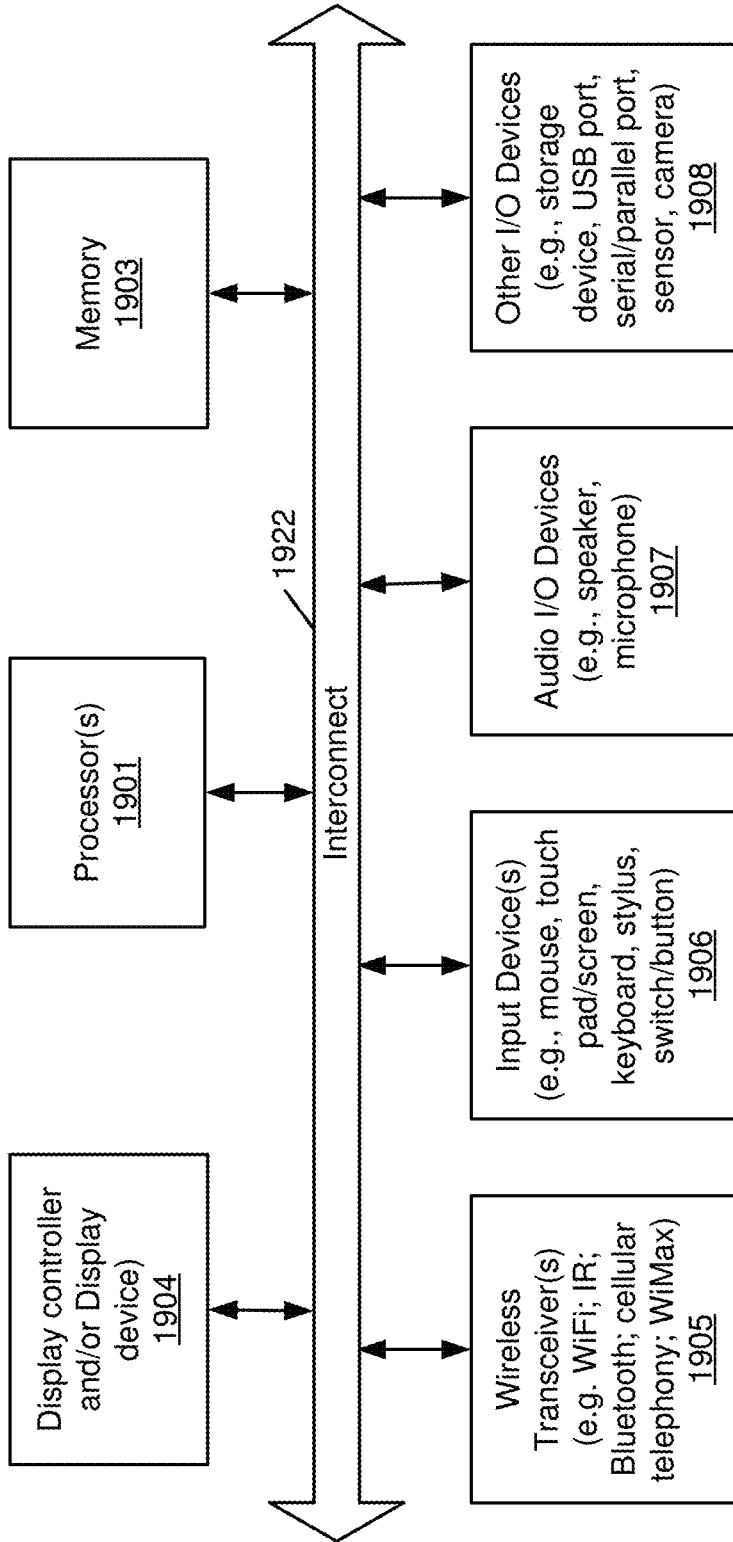 Display controller
and/or Display
device)
1904
Processor(s)
1901
Memory
1903
1922
Interconnect
Wireless
Transceiver(s)
(e.g. WiFi; IR;
Bluetooth; cellular
telephony; WiMax)
1905
Input Device(s)
(e.g., mouse, touch
pad/screen,
keyboard, stylus,
switch/button)
1906
Audio I/O Devices
(e.g., speaker,
microphone)
1907
Other I/O Devices
(e.g., storage
device, USB port,
serial/parallel port,
sensor, camera)
1908